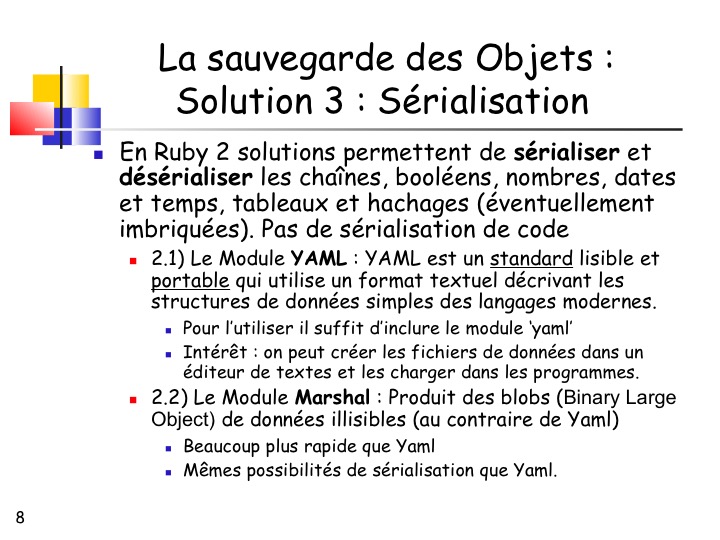 La sauvegarde des Objets :
Solution 3 : Sérialisation
En Ruby 2 solutions permettent de sérialiser et
désérialiser les chaînes, booléens, nombres, dates
et temps, tableaux et hachages (éventuellement
imbriquées). Pas de sérialisation de code
2.1) Le Module YAML : YAML est un standard lisible et
portable qui utilise un format textuel décrivant les
structures de données simples des langages modernes.
Pour l’utiliser il suffit d’inclure le module ‘yaml’
Intérêt : on peut créer les fichiers de données dans un
éditeur de textes et les charger dans les programmes.
2.2) Le Module Marshal : Produit des blobs (Binary Large
Object) de données illisibles (au contraire de Yaml)
Beaucoup plus rapide que Yaml
Mêmes possibilités de sérialisation que Yaml.
8